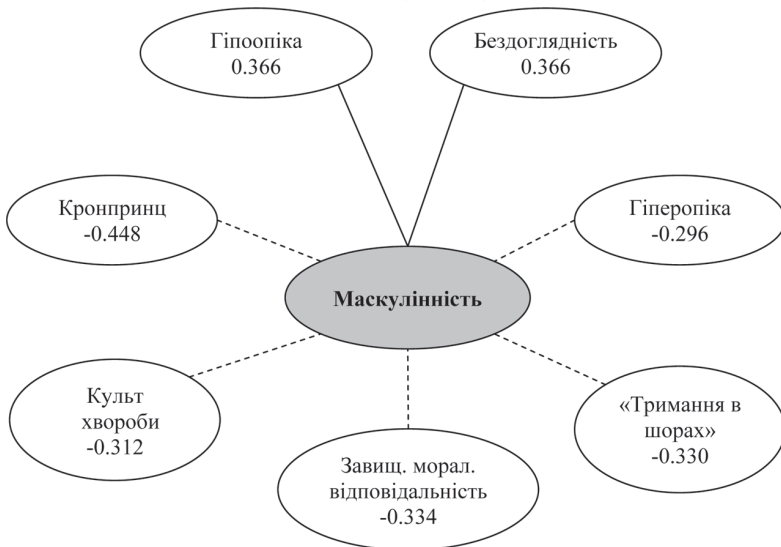 Гіпоопіка
0.366
Бездоглядність
0.366
Кронпринц
-0.448
Гіперопіка
-0.296
Маскулінність
Культ
хвороби
-0.312
«Тримання в
шорах»
-0.330
Завищ. морал.
відповідальність
-0.334